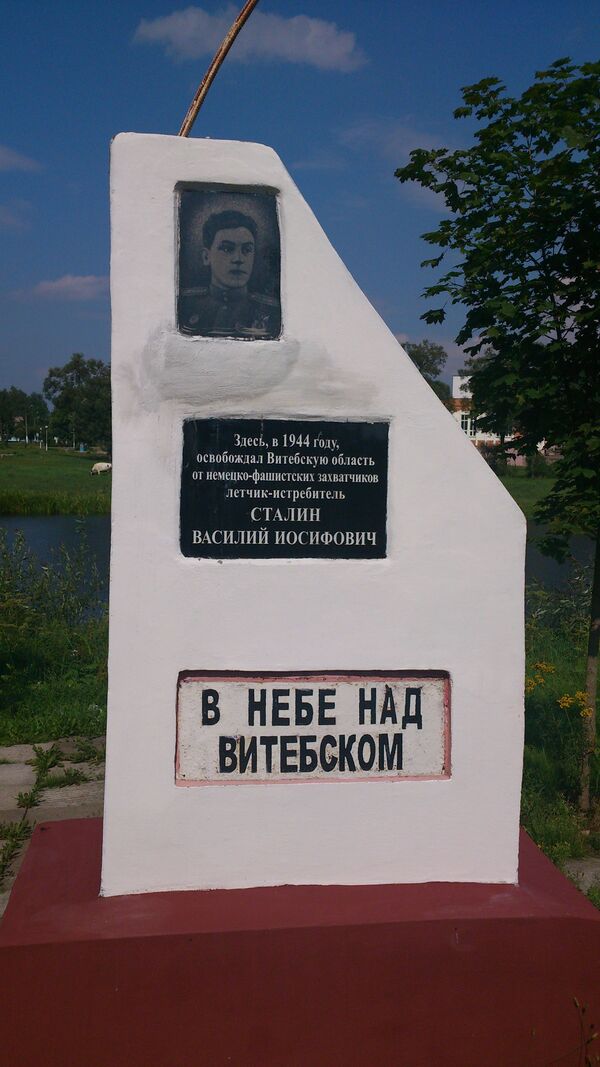 Здесь, в 1944 году,
освобождал Витебскую область
от немецко-фашистских захватчиков
летчик-истребитель
СТАЛИН
ВАСИЛИЙ ИОСИФОВИЧ
В НЕБЕ НАД
ВИТЕБСКОМ